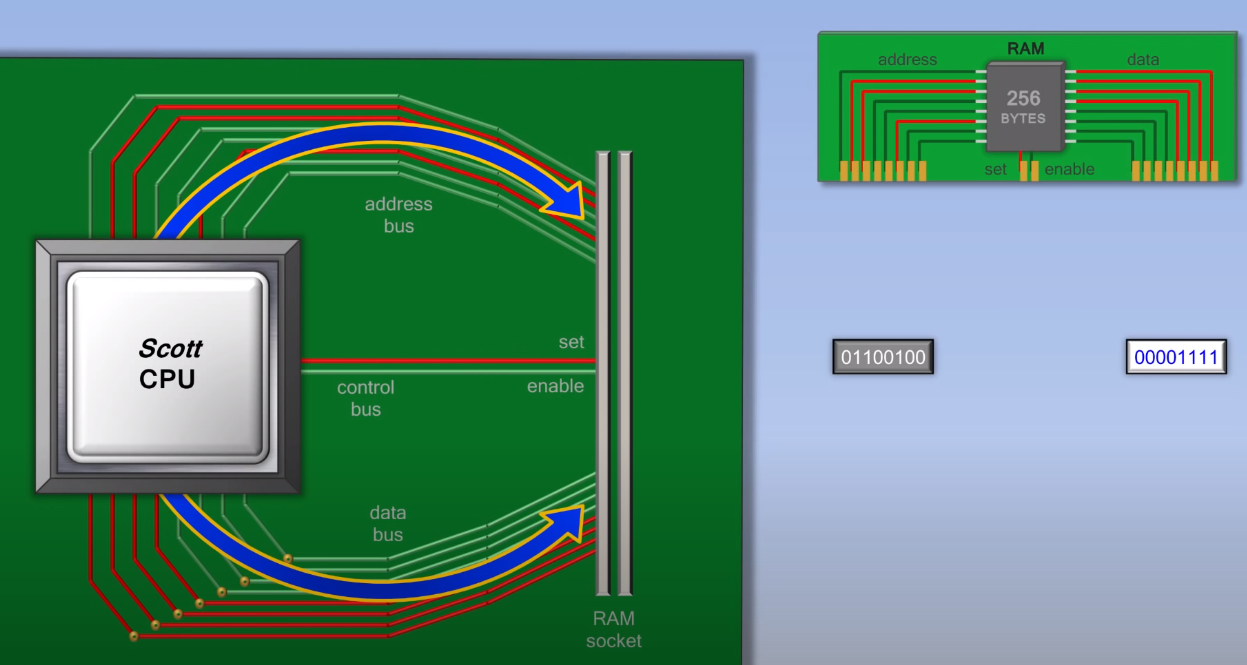 RAM
address
data
256
BYTES
set
enable
address
bus
Scott
CPU
set
control
bus
enable
01100100
00001111
data
bus
RAM
socket